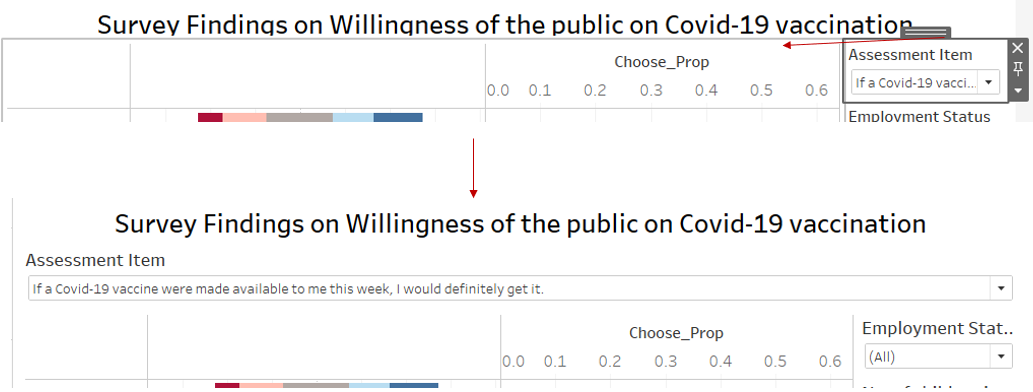 Survey Findings on Willingness of the public on Covid-19 vaccination
Assessment Item
Choose_Prop
If a Covid-19 vacci...
0.0 0.1 0.2 0.3 0.4 0.5 0.6
Employment Status
Survey Findings on Willingness of the public on Covid-19 vaccination
Assessment Item
If a Covid-19 vaccine were made available to me this week, I would definitely get it.
Choose_Prop
Employment Stat..
0.0 0.1 0.2 0.3 0.4 0.5 0.6
(All)